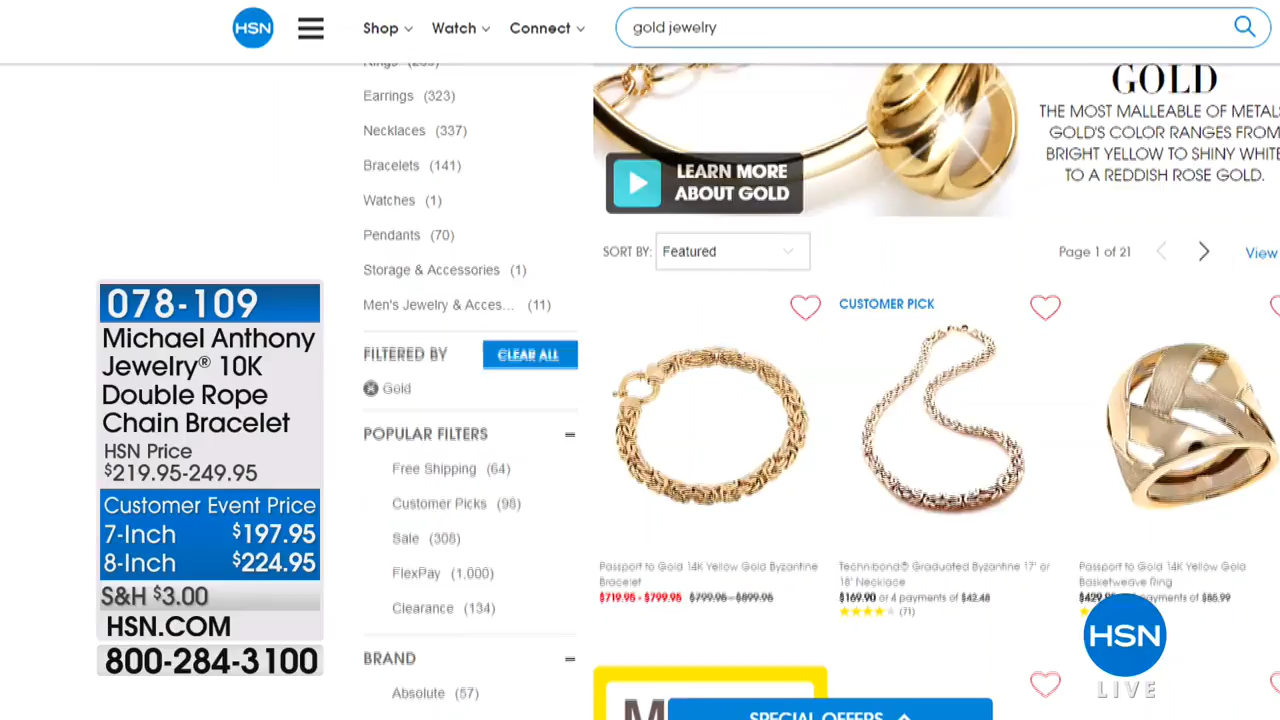 HSN
Shop
Watch
Connect
gold jewelry
Earrings (323)
Necklaces (337)
Bracelets (141)
Watches (1)
Pendants (70)
Storage & Accessories (1)
Men's Jewelry & Acces... (11)
FILTERED BY
CLEAR ALL
Gold
POPULAR FILTERS
Free Shipping (64)
Customer Picks (98)
Sale (308)
FlexPay (1,000)
Clearance (134)
BRAND
Absolute (57)
LEARN MORE
ABOUT GOLD
GOLD
THE MOST MALLEABLE OF METALS
GOLD'S COLOR RANGES FROM
BRIGHT YELLOW TO SHINY WHITE
TO A REDDISH ROSE GOLD.
SORT BY: Featured
Page 1 of 21
View
CUSTOMER PICK
Passport to Gold 14K Yellow Gold Byzantine
Bracelet
$719.95 - $799.95 $799.95 - $899.95
Technibond® Graduated Byzantine 17" or
18" Necklace
$169.90 or 4 payments of $42.48
(71)
Passport to Gold 14K Yellow Gold
Basketweave Ring
payments of $85.99
SPECIAL OFFERS
078-109
Michael Anthony
Jewelry® 10K
Double Rope
Chain Bracelet
HSN Price
$219.95-249.95
Customer Event Price
7-Inch $197.95
8-Inch $224.95
S&H $3.00
HSN.COM
800-284-3100
HSN
LIVE